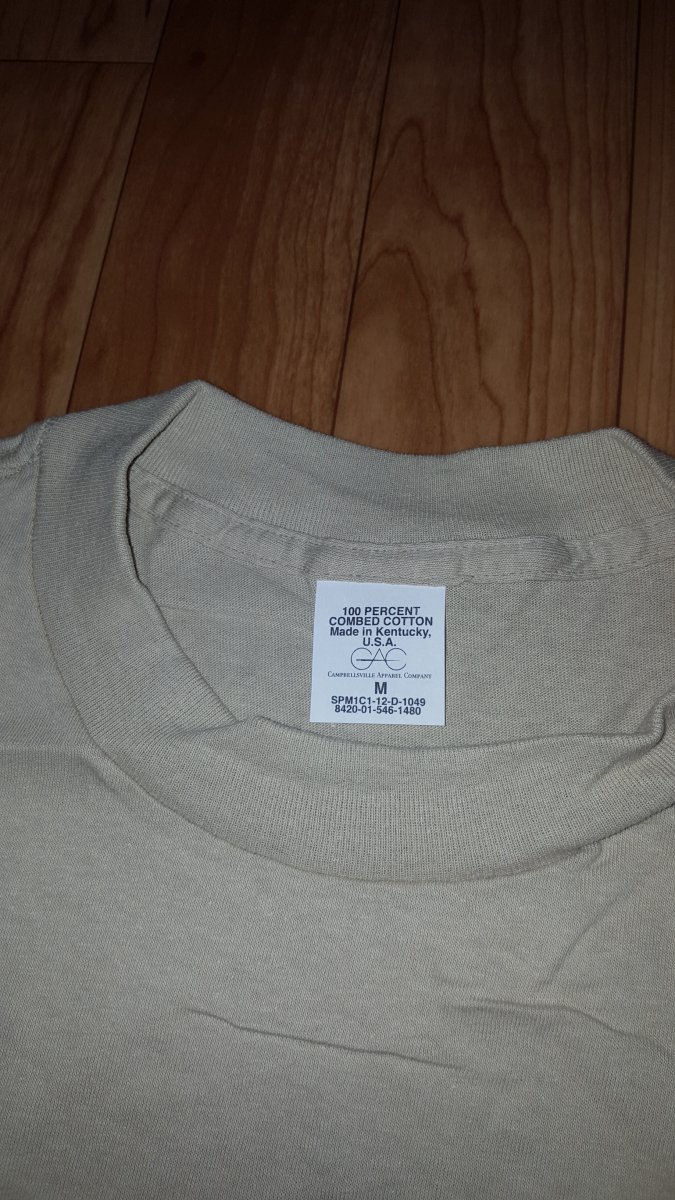 100 PERCENT
COMBED COTTON
Made in Kentucky,
U.S.A.
CAC
CAMPBELLSVILLE APPAREL COMPANY
M
SPM1C1-12-D-1049
8420-01-546-1480